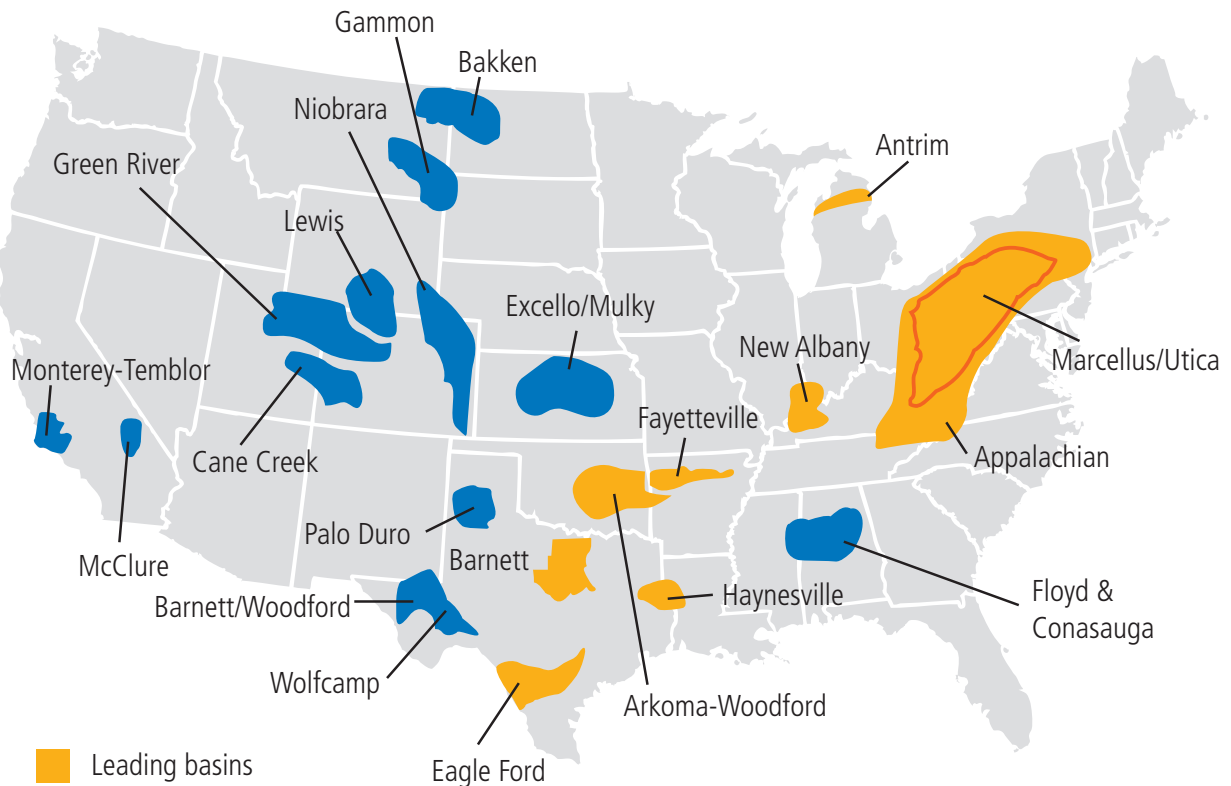 Gammon
Bakken
Niobrara
Antrim
Green River
Lewis
Excello/Mulky
New Albany
Marcellus/Utica
Monterey-Temblor
Fayetteville
Cane Creek
Appalachian
Palo Duro
Barnett
McClure
Barnett/Woodford
Haynesville
Floyd &
Conasauga
Wolfcamp
Arkoma-Woodford
Eagle Ford
Leading basins